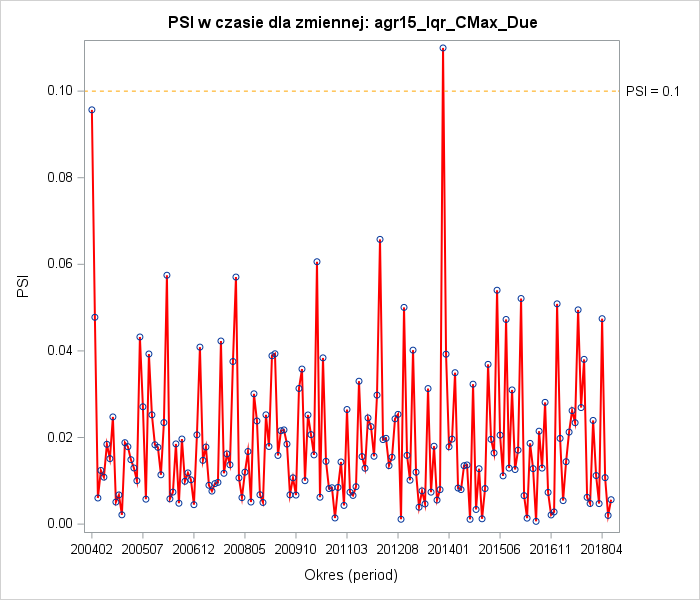 PSI w czasie dla zmiennej: agr15_Iqr_CMax_Due
PSI
0.10
0.08
0.06
0.04
0.02
0.00
PSI = 0.1
200402 200507 200612 200805 200910 201103 201208 201401 201506 201611 201804
Okres (period)